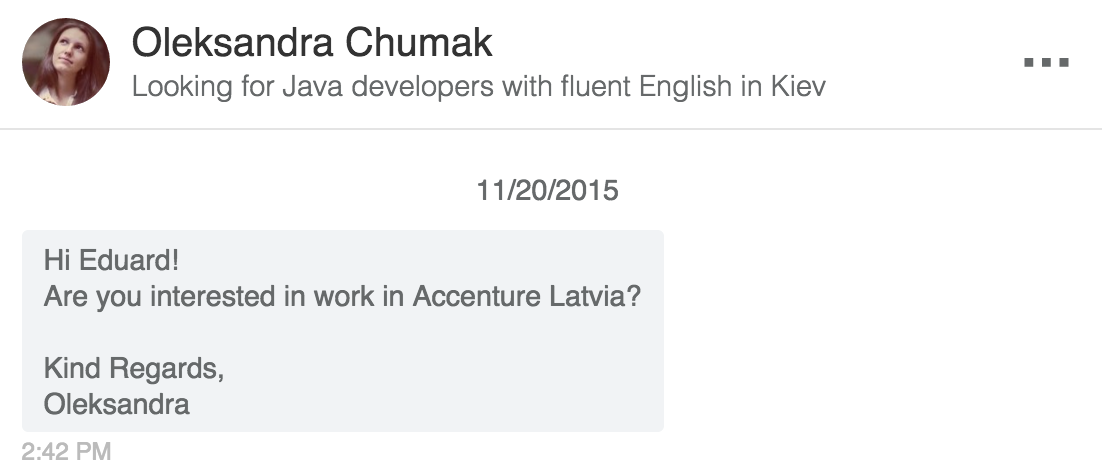 Oleksandra Chumak
Looking for Java developers with fluent English in Kiev
11/20/2015
Hi Eduard!
Are you interested in work in Accenture Latvia?
Kind Regards,
Oleksandra
2:42 PM